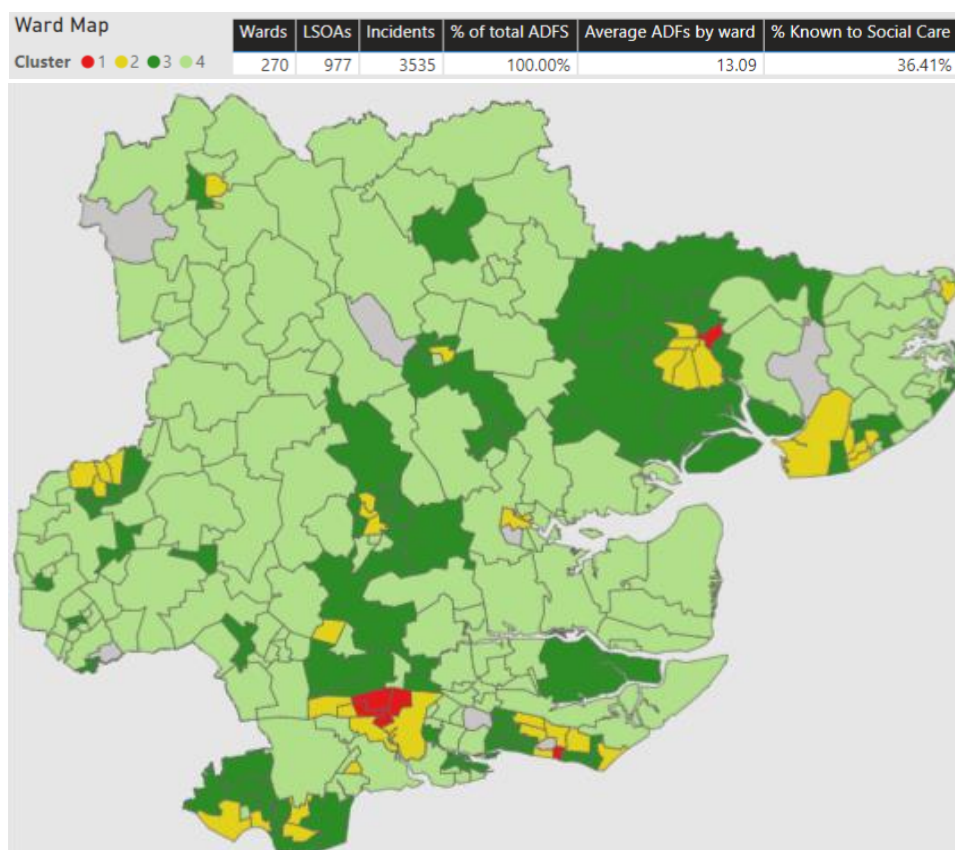 Ward Map
Cluster 1 2 3 4
Wards LSOAs Incidents % of total ADFS Average ADFs by ward % Known to Social Care
270 977 3535 100.00% 13.09 36.41%